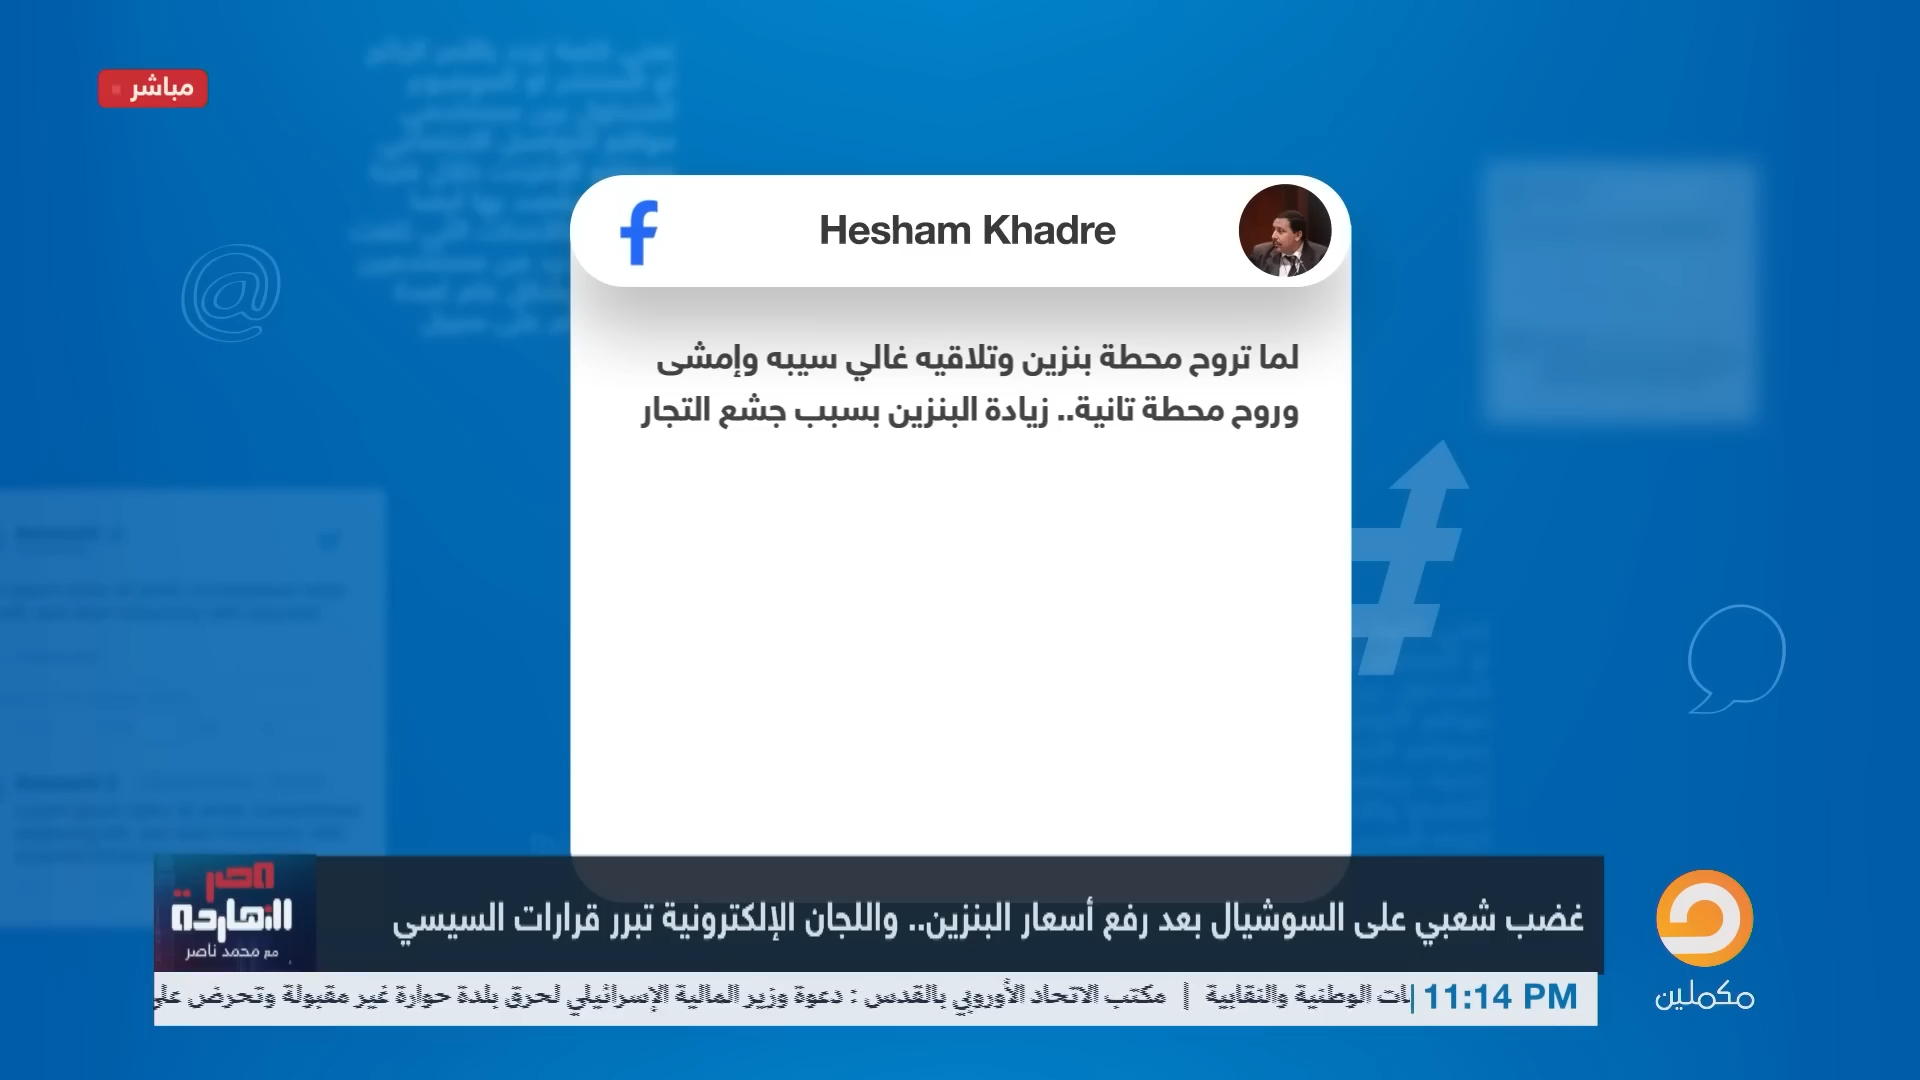 مباشر
Hesham Khadre
لما تروح محطة بنزين وتلاقيه غالي سيبه وإمشى
وروح محطة تانية.. زيادة البنزين بسبب جشع التجار
مصر
النهاردة
مع محمد ناصر
غضب شعبي على السوشيال بعد رفع أسعار البنزين.. واللجان الإلكترونية تبرر قرارات السيسي
11:14 PM
الوطنية والنقابية | مكتب الاتحاد الأوروبي بالقدس : دعوة وزير المالية الإسرائيلي لحرق بلدة حوارة غير مقبولة وتحرض على
مكملين